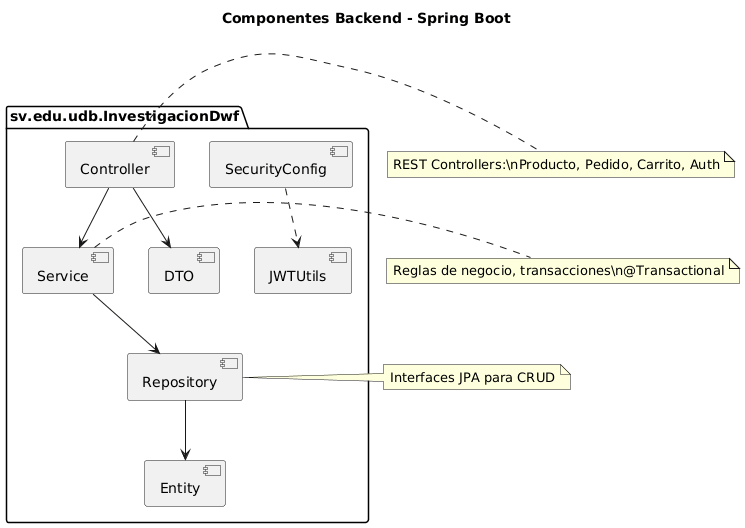 Componentes Backend - Spring Boot
sv.edu.udb.InvestigacionDwf
Controller
SecurityConfig
REST Controllers:\nProducto, Pedido, Carrito, Auth
Service
DTO
JWTUtils
Reglas de negocio, transacciones\n@Transactional
Repository
Interfaces JPA para CRUD
Entity